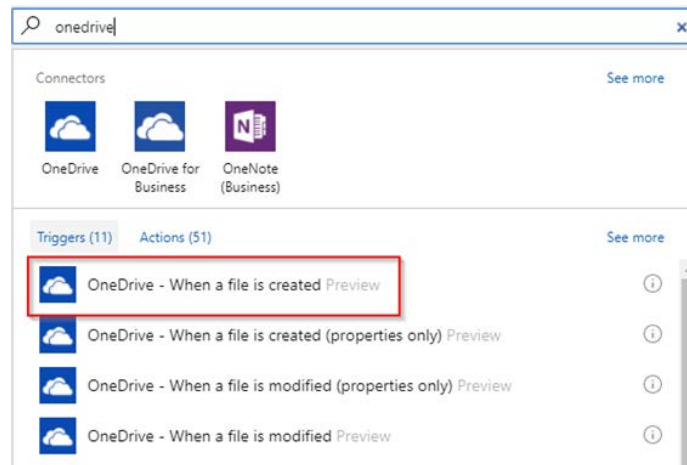 onedrive
Connectors
See more
OneDrive
OneDrive for
Business
OneNote
(Business)
Triggers (11)
Actions (51)
See more
OneDrive - When a file is created Preview
OneDrive - When a file is created (properties only) Preview
OneDrive - When a file is modified (properties only) Preview
OneDrive - When a file is modified Preview